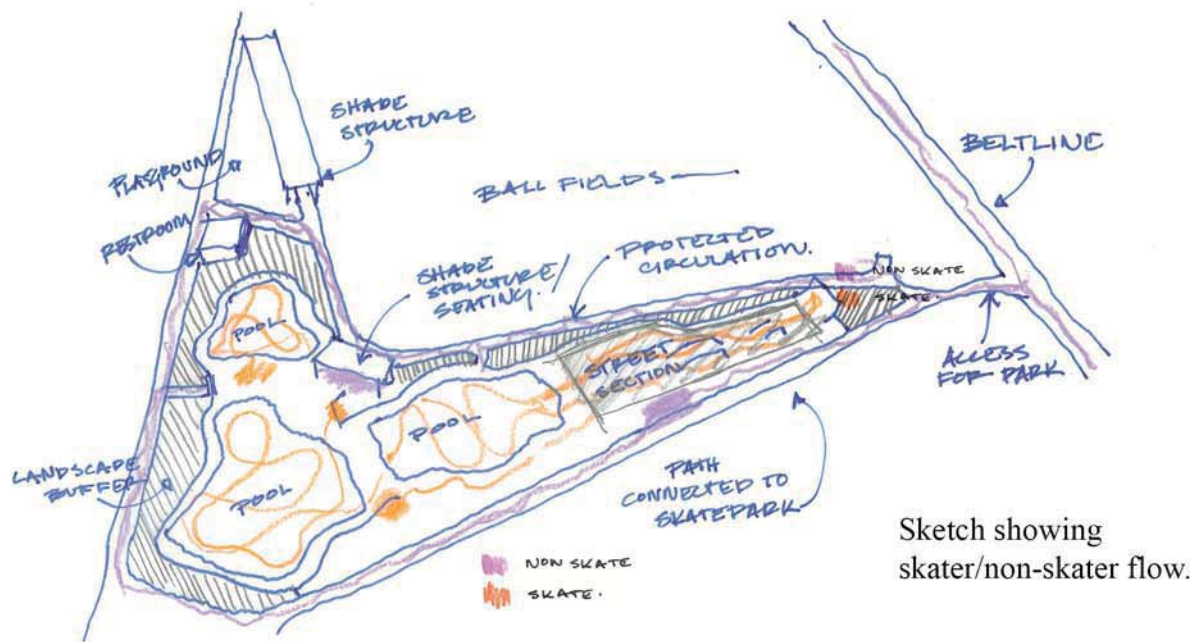 SHADE
STRUCTURE
PLAYGROUND
RESTROOM
BALL FIELDS
BELTLINE
SHADE
STRUCTURE/
SEATING.
PROTECTED
CIRCULATION.
NON SKATE
SKATE.
POOL
STREET
SECTION
ACCESS
FOR PARK
POOL
LANDSCAPE
BUFFER
POOL
PATH
CONNECTED TO
SKATEPARK
NON SKATE
SKATE.
Sketch showing
skater/non-skater flow.